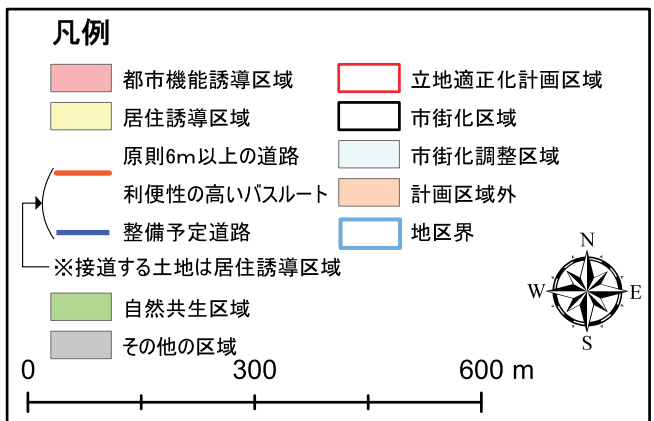 凡例
都市機能誘導区域
居住誘導区域
原則6m以上の道路
利便性の高いバスルート
整備予定道路
※接道する土地は居住誘導区域
自然共生区域
その他の区域
立地適正化計画区域
市街化区域
市街化調整区域
計画区域外
地区界
N
W E
S
0 300 600 m